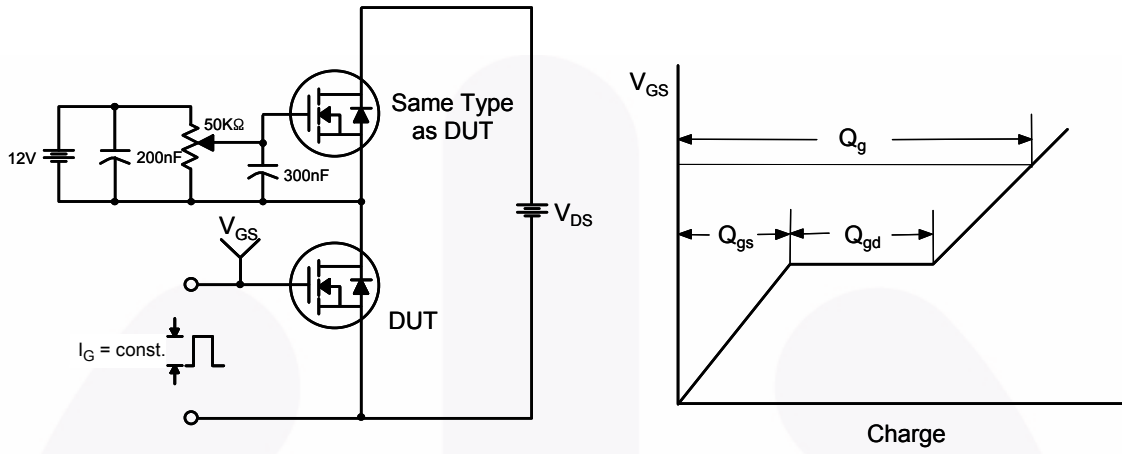 12V
200nF
50KΩ
300nF
Same Type
as DUT
V_DS
V_GS
DUT
I_G = const.
V_GS
Q_g
Q_gs
Q_gd
Charge